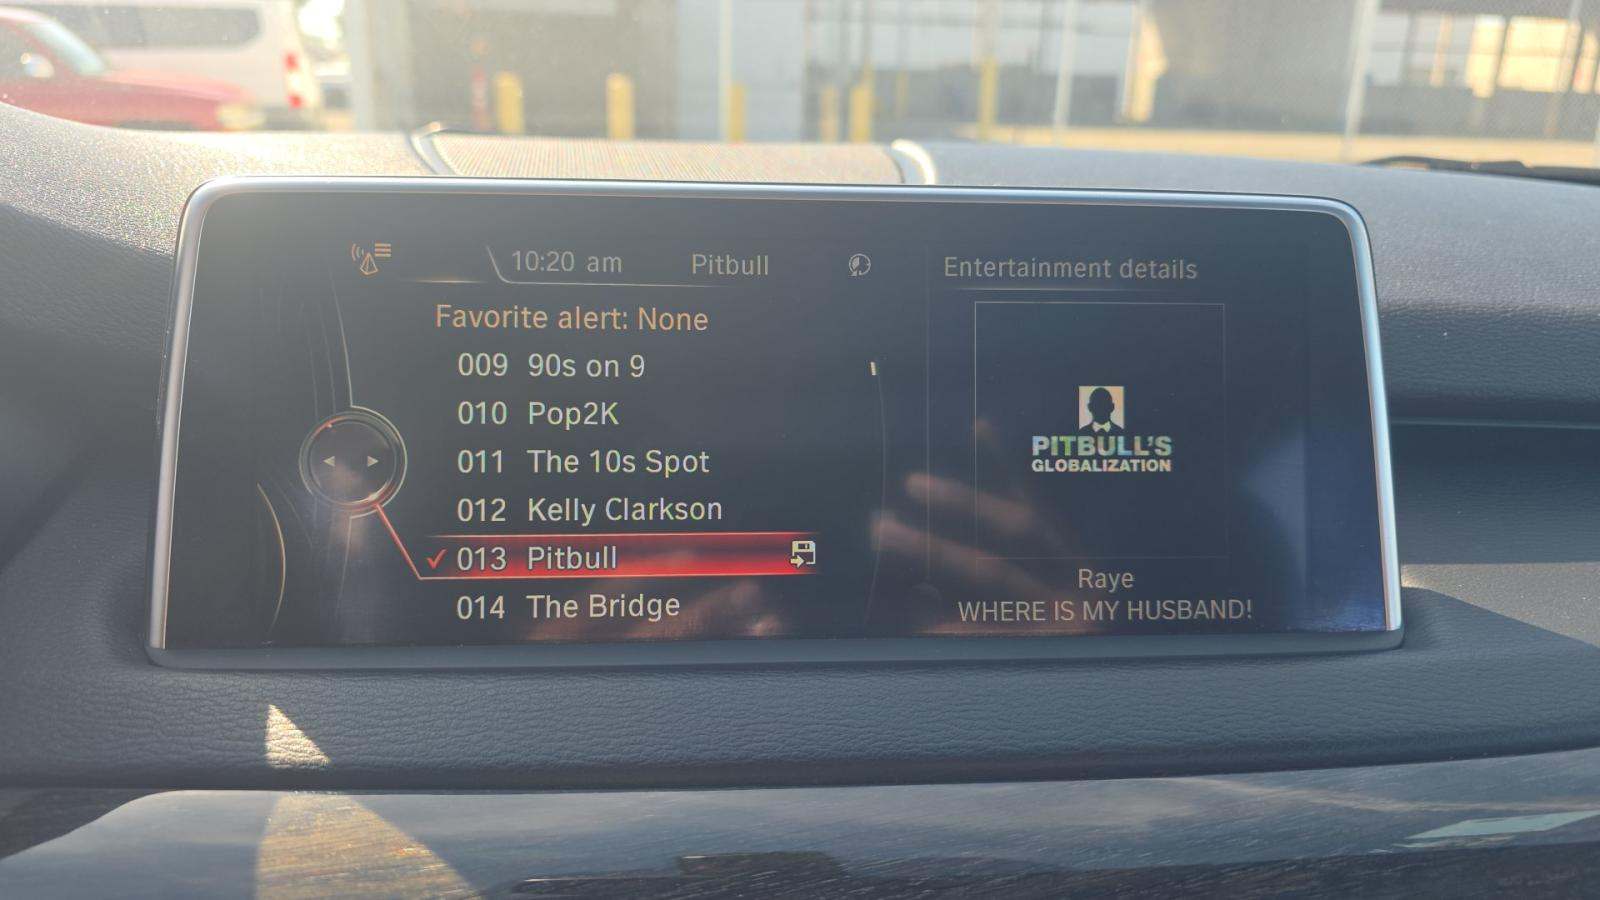 10:20 am Pitbull
Favorite alert: None
009 90s on 9
010 Pop2K
011 The 10s Spot
012 Kelly Clarkson
013 Pitbull
014 The Bridge
Entertainment details
PITBULL'S
GLOBALIZATION
Raye
WHERE IS MY HUSBAND!